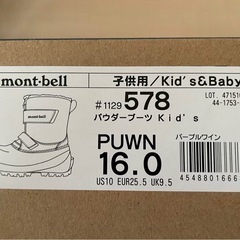 mont·bell
子供用/Kid's&Baby
LOT. 471510
44-1753-
#1129 578
パウダーブーツ Kid's
mont-bell
PUWN
パープルワイン
16.0
US10 EUR25.5 UK9.5
4548801666